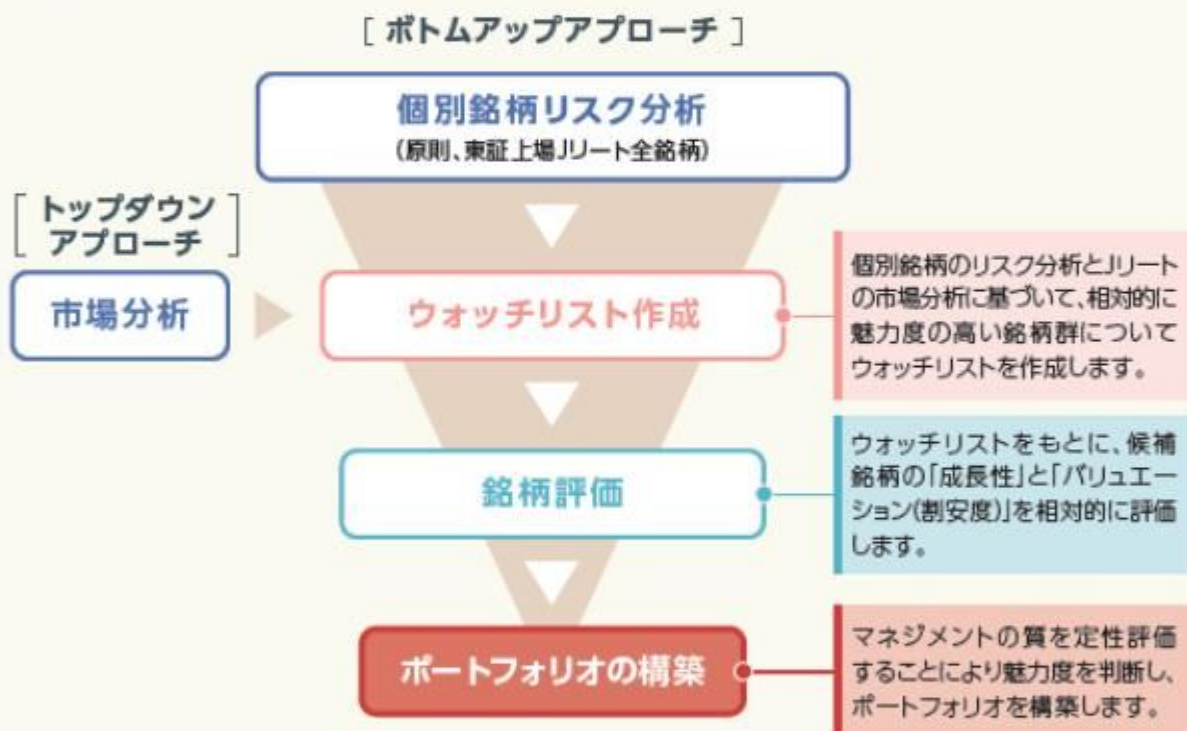 [ ボトムアップアプローチ ]
個別銘柄リスク分析
(原則、東証上場Jリート全銘柄)
[ トップダウン
アプローチ ]
市場分析
ウォッチリスト作成
個別銘柄のリスク分析とJリート
の市場分析に基づいて、相対的に
魅力度の高い銘柄群について
ウォッチリストを作成します。
銘柄評価
ウォッチリストをもとに、候補
銘柄の「成長性」と「バリュエー
ション(割安度)」を相対的に評価
します。
ポートフォリオの構築
マネジメントの質を定性評価
することにより魅力度を判断し、
ポートフォリオを構築します。